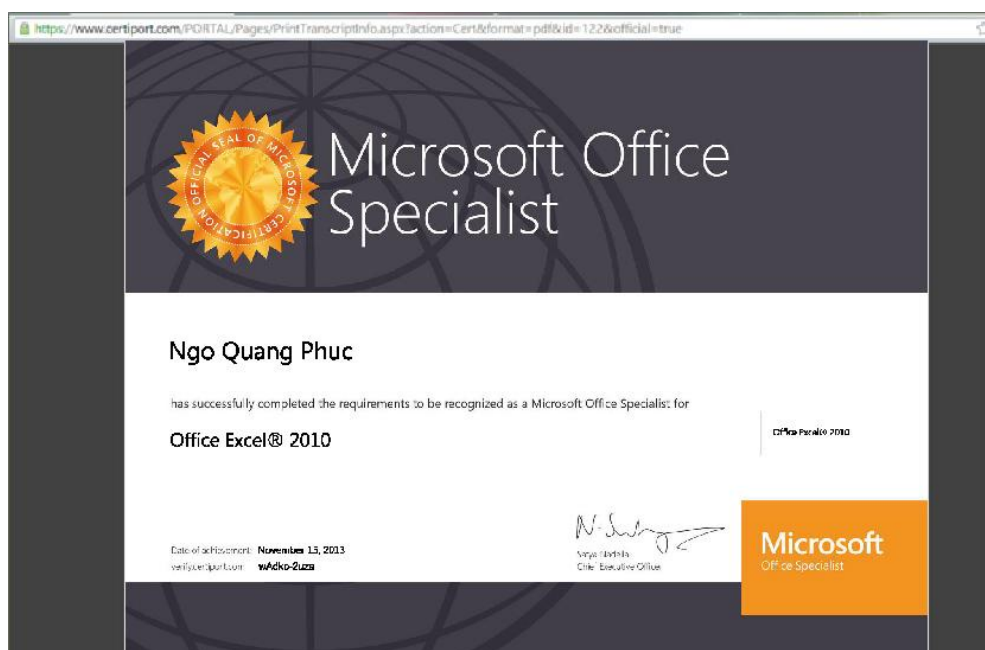 https://www.certiport.com/PORTAL/Pages/PrintTranscriptInfo.aspx?action=Cert&format=pdf&id=122&official=true
OFFICIAL SEAL OF MICROSOFT CERTIFICATION
Microsoft Office
Specialist
Ngo Quang Phuc
has successfully completed the requirements to be recognized as a Microsoft Office Specialist for
Office Excel® 2010
Office Excel® 2010
Date of achievement: November 15, 2013
verify.certiport.com wAdko-2uza
Satya Nadella
Chief Executive Officer
Microsoft
Office Specialist